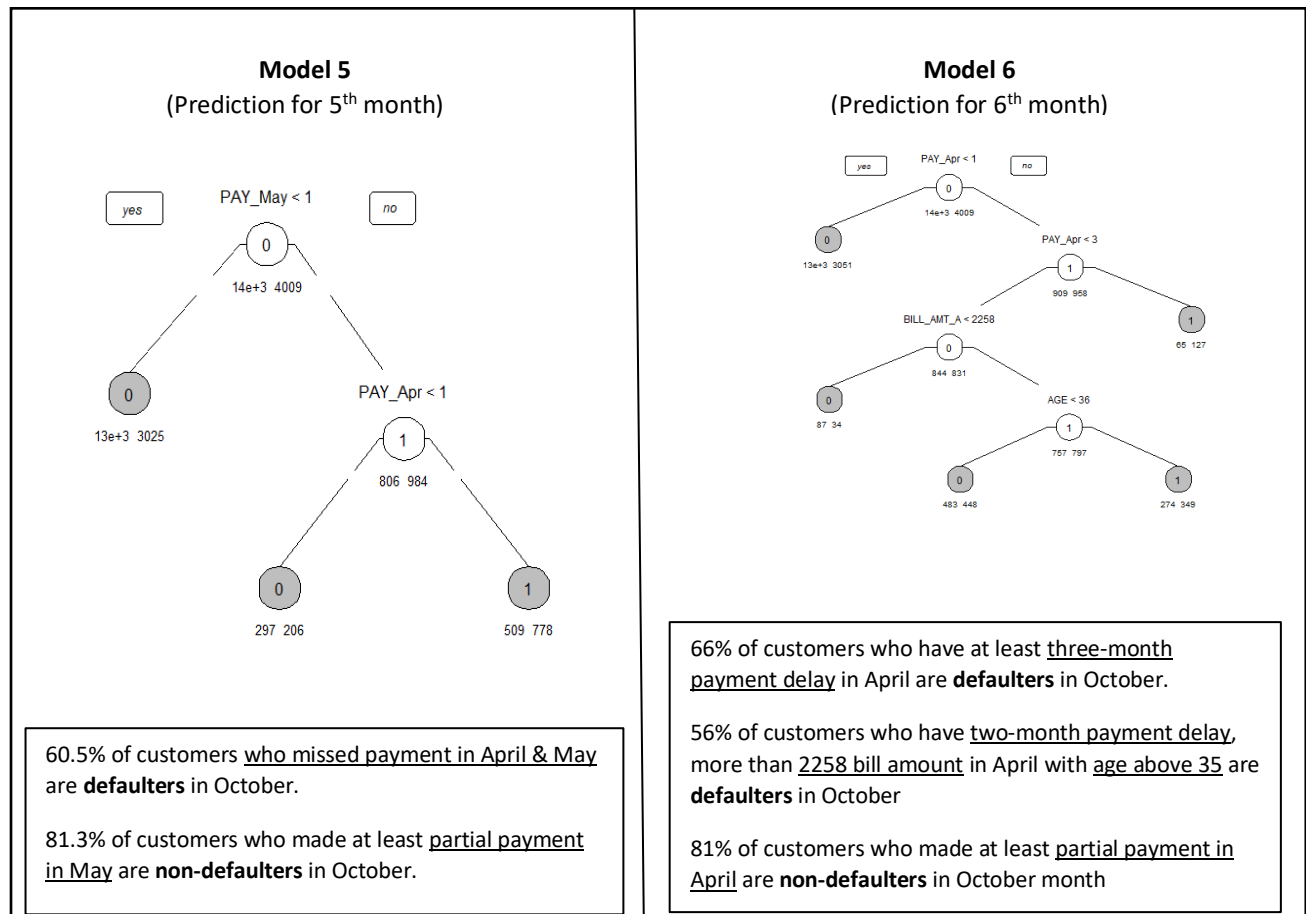 Model 5
(Prediction for 5th month)
yes
PAY_May < 1
no
0
14e+3 4009
0
13e+3 3025
PAY_Apr < 1
1
806 984
0
297 206
1
509 778
60.5% of customers who missed payment in April & May
are defaulters in October.
81.3% of customers who made at least partial payment
in May are non-defaulters in October.
Model 6
(Prediction for 6th month)
yes
PAY_Apr < 1
no
0
14e+3 4009
0
13e+3 3051
PAY_Apr < 3
1
909 958
BILL_AMT_A < 2258
0
844 831
1
65 127
0
87 34
AGE < 36
1
757 797
0
483 448
1
274 349
66% of customers who have at least three-month
payment delay in April are defaulters in October.
56% of customers who have two-month payment delay,
more than 2258 bill amount in April with age above 35 are
defaulters in October
81% of customers who made at least partial payment in
April are non-defaulters in October month